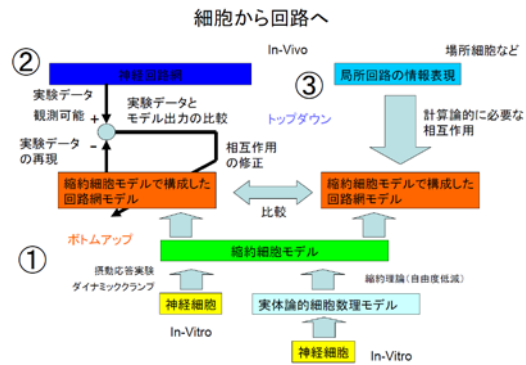 細胞から回路へ
In-Vivo
場所細胞など
②
神経回路網
③
局所回路の情報表現
実験データ
観測可能
+
実験データと
モデル出力の比較
トップダウン
計算論的に必要な
相互作用
実験データ
の再現
-
相互作用
の修正
縮約細胞モデルで構成した
回路網モデル
比較
縮約細胞モデルで構成した
回路網モデル
ボトムアップ
①
縮約細胞モデル
摂動応答実験
ダイナミッククランプ
縮約理論(自由度低減)
神経細胞
実体論的細胞数理モデル
In-Vitro
神経細胞
In-Vitro